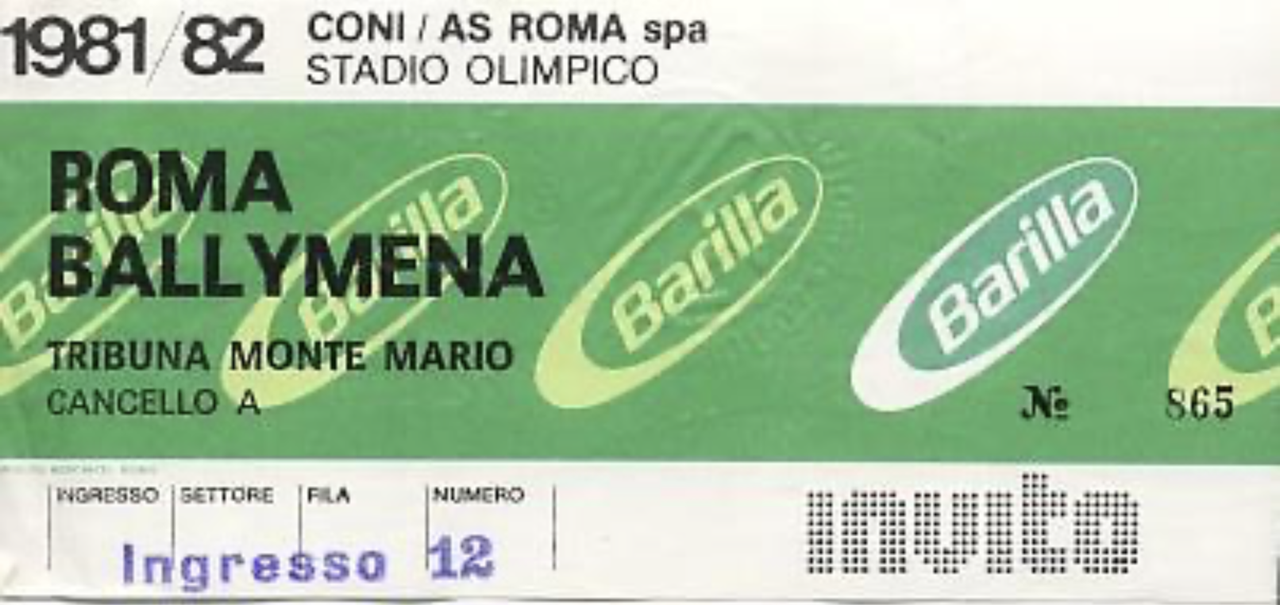 1981/82
CONI / AS ROMA spa
STADIO OLIMPICO
ROMA
BALLYMENA
TRIBUNA MONTE MARIO
CANCELLO A
Barilla
Barilla
Barilla
Barilla
B
№ 865
INGRESSO SETTORE FILA NUMERO
Ingresso 12
invito